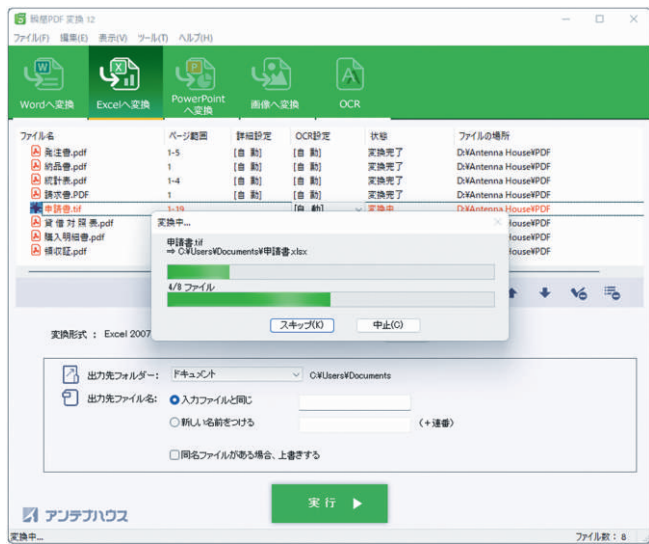 瞬簡PDF 変換 12
ファイル(F) 編集(E) 表示(V) ツール(T) ヘルプ(H)
Wordへ変換 Excelへ変換 PowerPointへ変換 画像へ変換 OCR
ファイル名 ページ範囲 詳細設定 OCR設定 状態 ファイルの場所
発注書.pdf 1-5 [自 動] [自 動] 変換完了 D:¥Antenna House¥PDF
納品書.pdf 1 [自 動] [自 動] 変換完了 D:¥Antenna House¥PDF
統計表.pdf 1-4 [自 動] [自 動] 変換完了 D:¥Antenna House¥PDF
請求書.PDF 1 [自 動] [自 動] 変換完了 D:¥Antenna House¥PDF
申請書.tif 1-19 [自 動] 変換中 D:¥Antenna House¥PDF
貸借対照表.pdf House¥PDF
購入明細書.pdf House¥PDF
領収証.pdf House¥PDF
変換中...
申請書.tif
⇒ C:¥Users¥Documents¥申請書.xlsx
4/8 ファイル
スキップ(K) 中止(C)
変換形式 : Excel 2007
出力先フォルダー: ドキュメント C:¥Users¥Documents
出力先ファイル名: 入力ファイルと同じ
新しい名前をつける (+連番)
同名ファイルがある場合、上書きする
実行
アンテナハウス
変換中... ファイル数 : 8